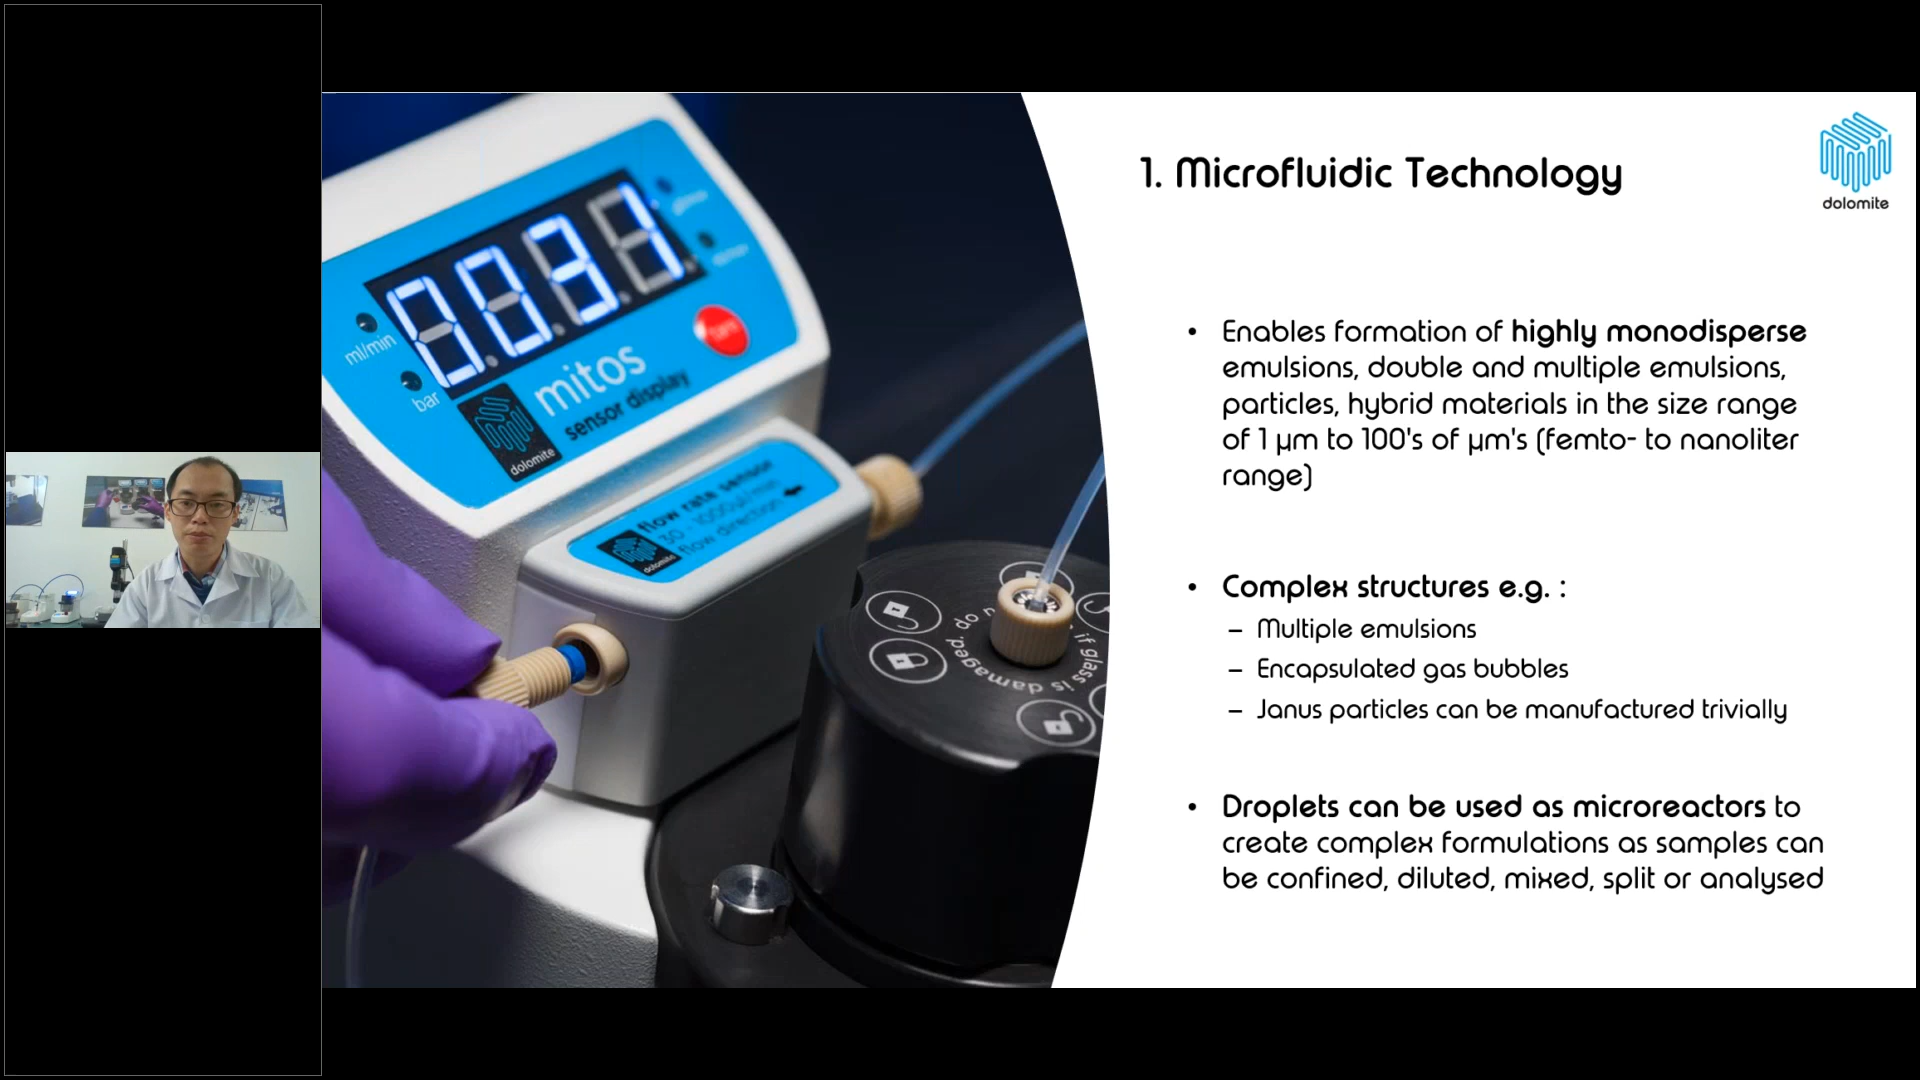 1. Microfluidic Technology
dolomite
• Enables formation of highly monodisperse
emulsions, double and multiple emulsions,
particles, hybrid materials in the size range
of 1 µm to 100's of µm's (femto- to nanoliter
range)
• Complex structures e.g. :
– Multiple emulsions
– Encapsulated gas bubbles
– Janus particles can be manufactured trivially
• Droplets can be used as microreactors to
create complex formulations as samples can
be confined, diluted, mixed, split or analysed
0031
ml/min
bar
mitos
sensor display
dolomite
flow rate sensor
30 - 1000µl/min
flow direction
dolomite
do
if glass is damaged.